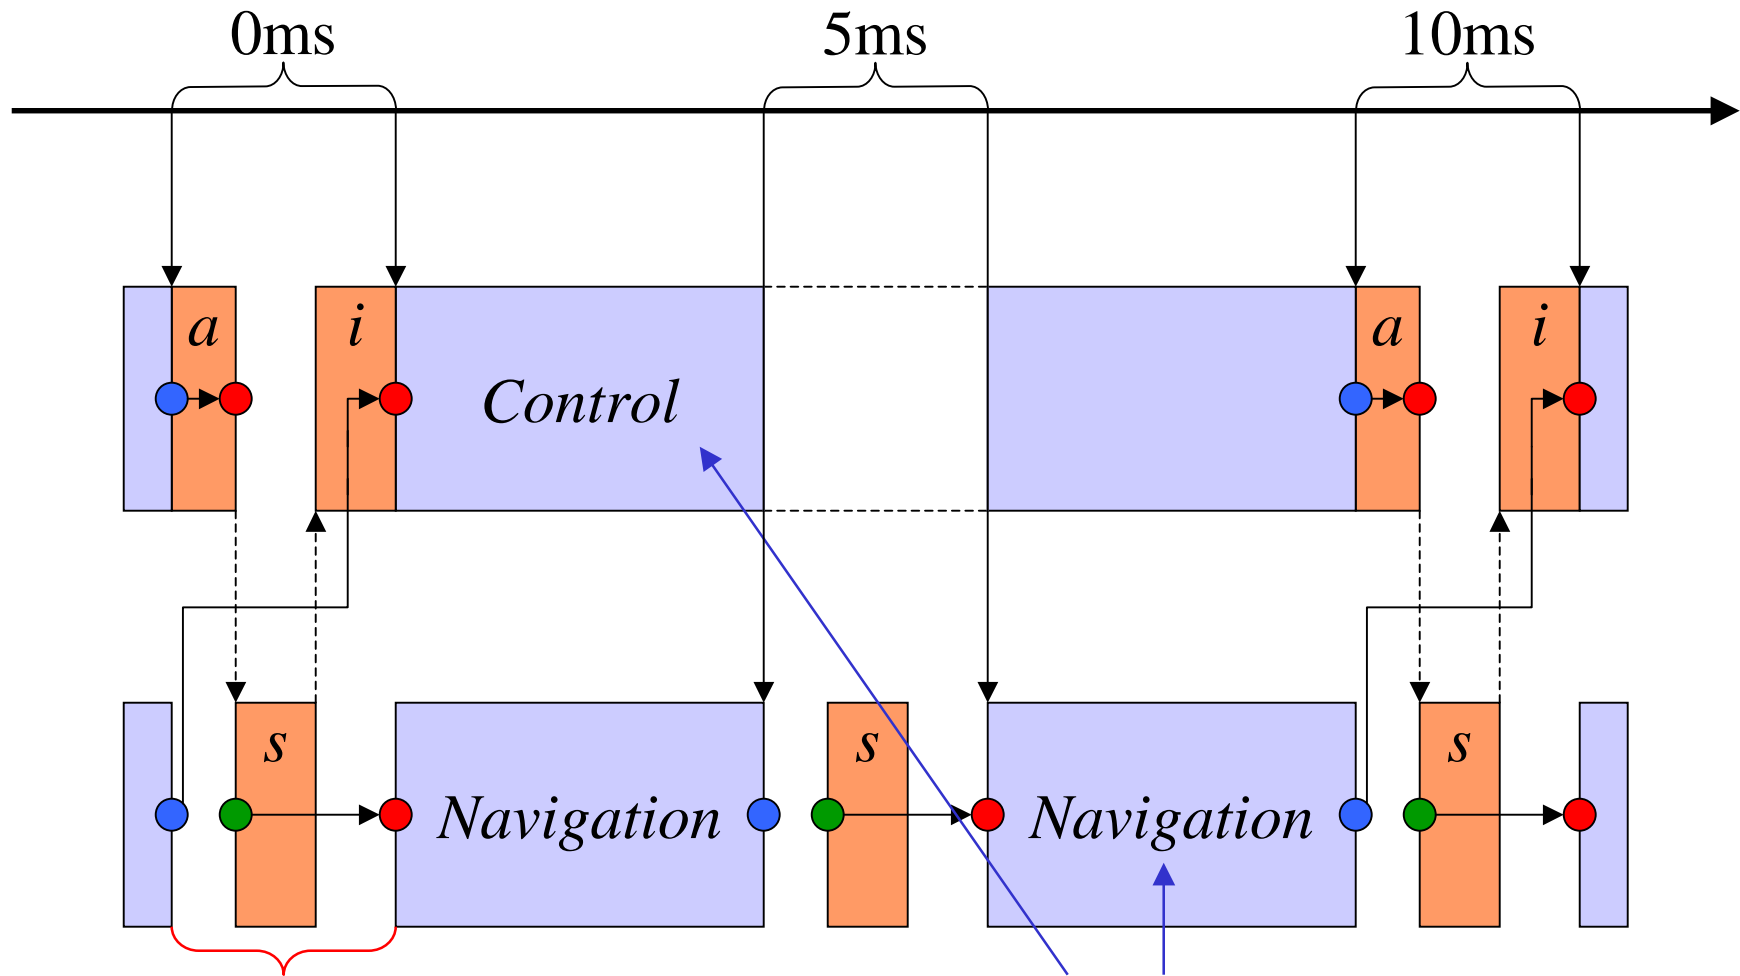 0ms 5ms 10ms
a i a i
Control
s s s
Navigation Navigation